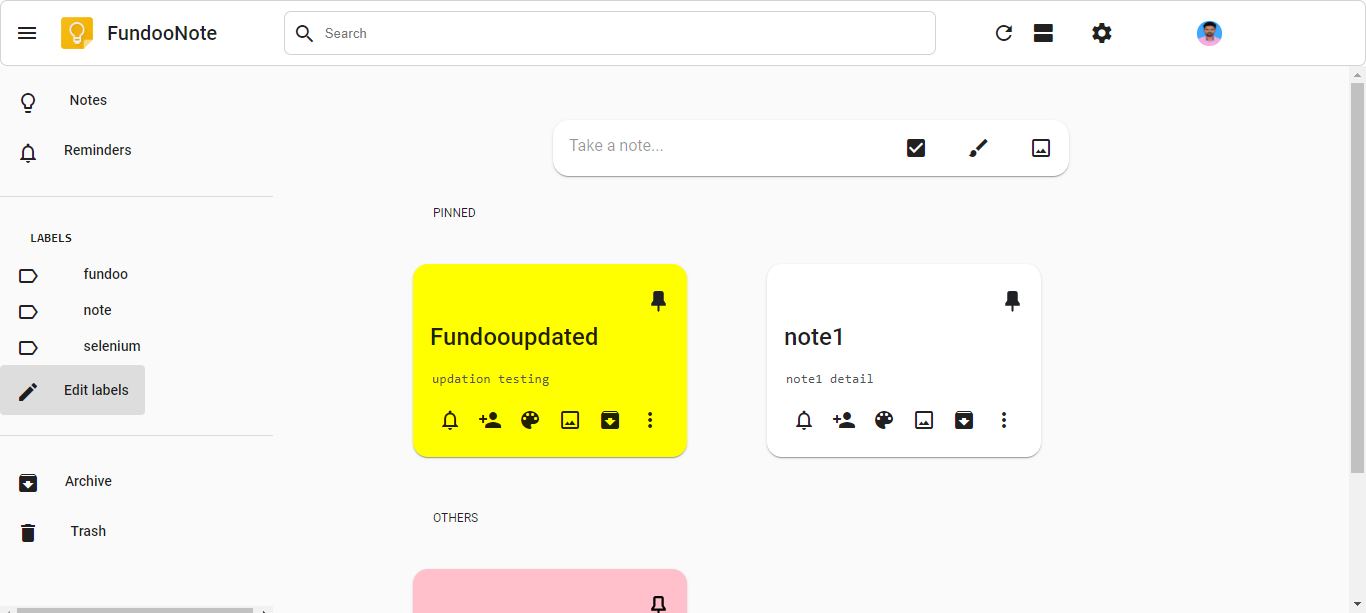 FundooNote
Search
Notes
Reminders
LABELS
fundoo
note
selenium
Edit labels
Archive
Trash
Take a note...
PINNED
Fundooupdated
updation testing
note1
note1 detail
OTHERS